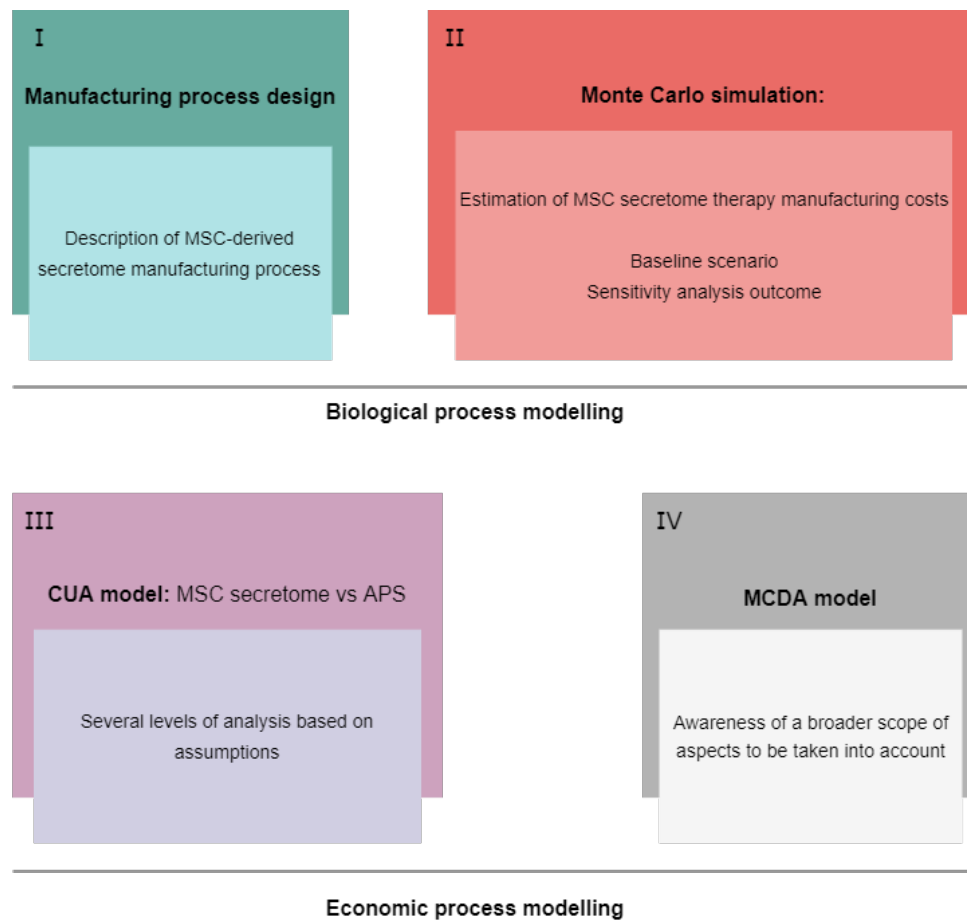 I
Manufacturing process design
Description of MSC-derived
secretome manufacturing process
II
Monte Carlo simulation:
Estimation of MSC secretome therapy manufacturing costs
Baseline scenario
Sensitivity analysis outcome
Biological process modelling
III
CUA model: MSC secretome vs APS
Several levels of analysis based on
assumptions
IV
MCDA model
Awareness of a broader scope of
aspects to be taken into account
Economic process modelling